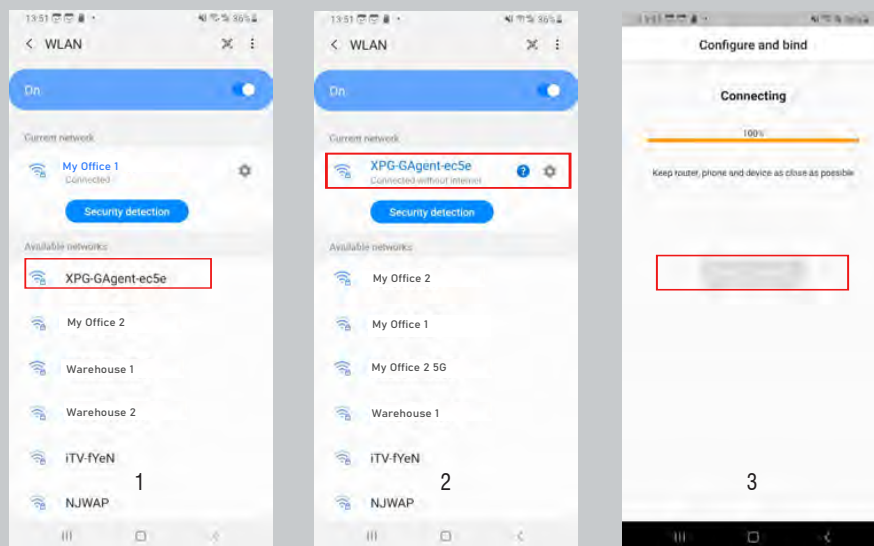 13:51
86%
WLAN
On
Current network
My Office 1
Connected
Security detection
Available networks
XPG-GAgent-ec5e
My Office 2
Warehouse 1
Warehouse 2
iTV-fYeN
1
NJWAP
13:51
86%
WLAN
On
Current network
XPG-GAgent-ec5e
Connected without internet
?
Security detection
Available networks
My Office 2
My Office 1
My Office 2 5G
Warehouse 1
iTV-fYeN
2
NJWAP
Configure and bind
Connecting
100%
Keep router, phone and device as close as possible
3